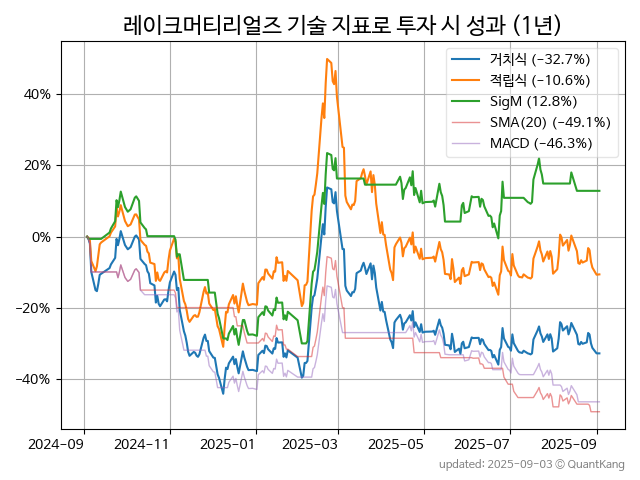 레이크머티리얼즈 기술 지표로 투자 시 성과 (1년)
거치식 (−32.7%)
적립식 (−10.6%)
SigM (12.8%)
SMA(20) (−49.1%)
MACD (−46.3%)
40%
20%
0%
−20%
−40%
2024-09 2024-11 2025-01 2025-03 2025-05 2025-07 2025-09
updated: 2025-09-03 © QuantKang